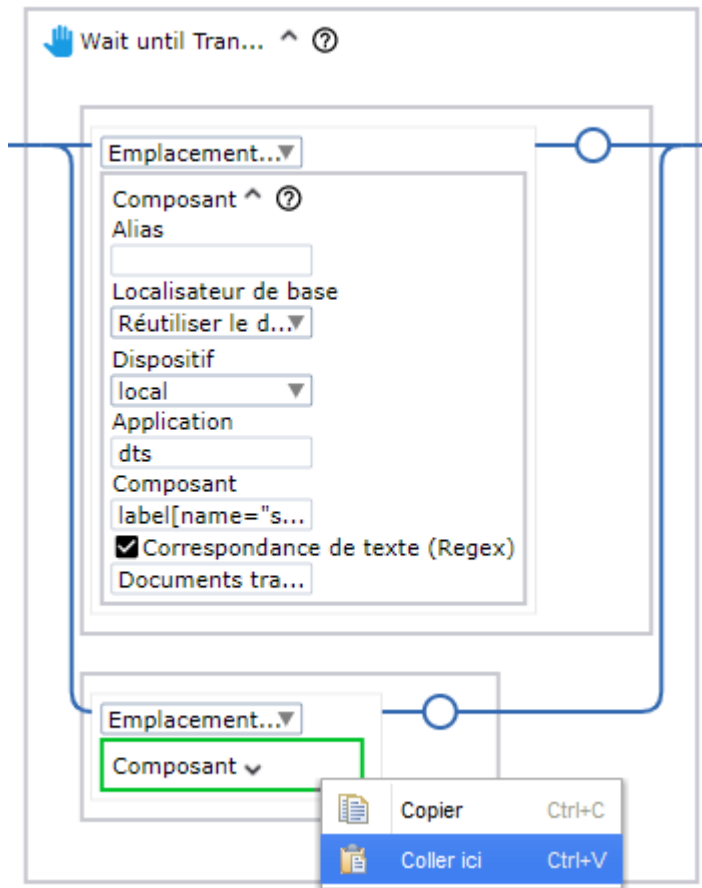 Wait until Tran...
Emplacement...
Composant
Alias
Localisateur de base
Réutiliser le d...
Dispositif
local
Application
dts
Composant
label[name="s...
Correspondance de texte (Regex)
Documents tra...
Emplacement...
Composant
Copier Ctrl+C
Coller ici Ctrl+V